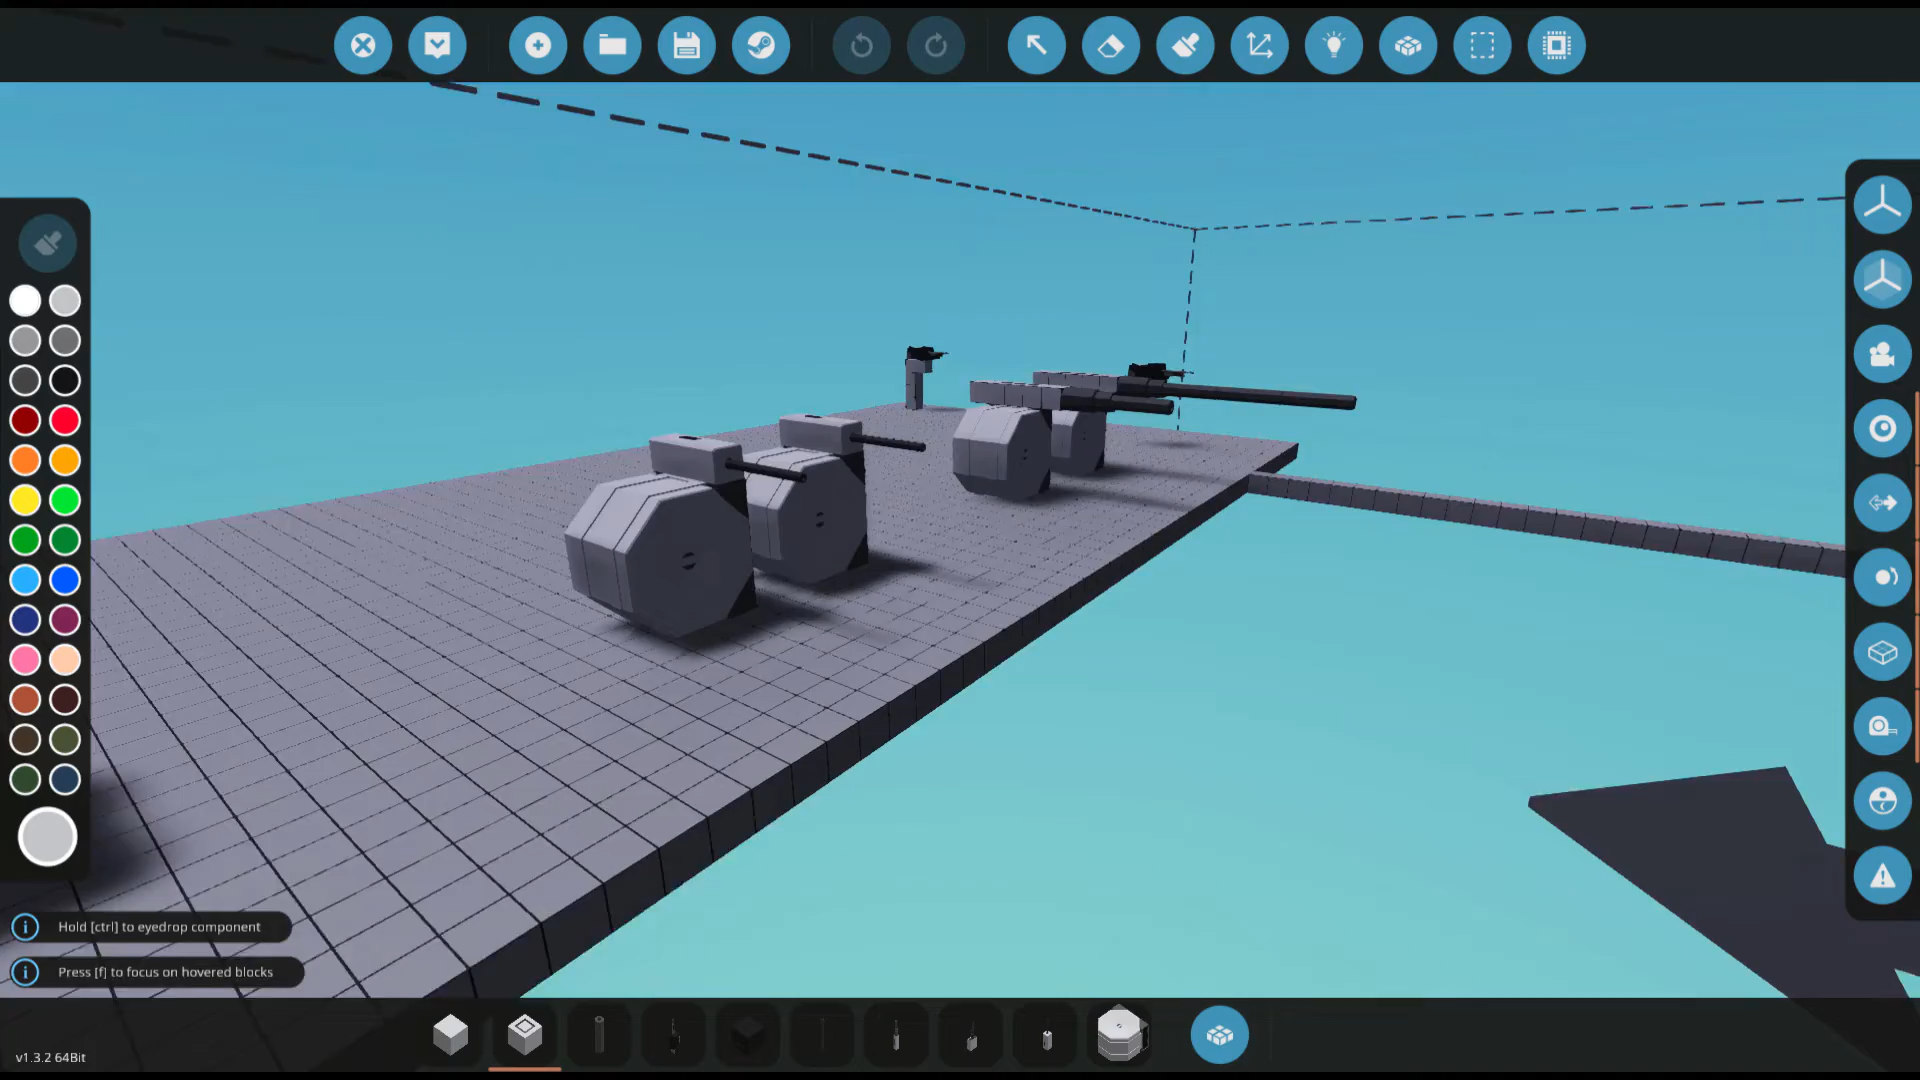 Hold [ctrl] to eyedrop component
Press [f] to focus on hovered blocks
v1.3.2 64Bit